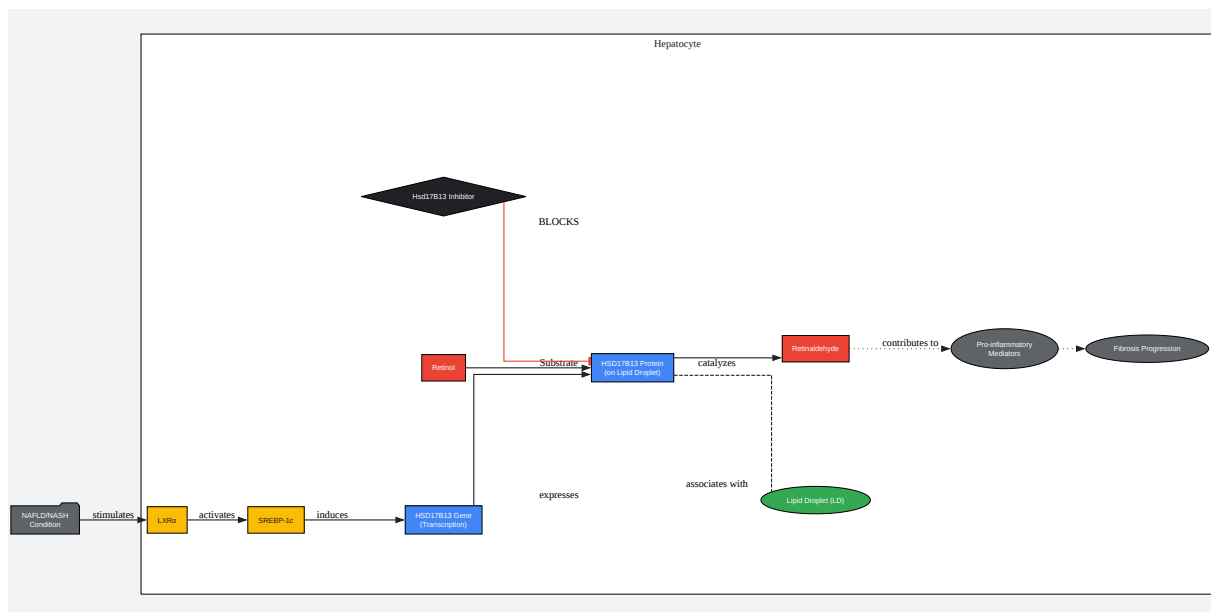 Hepatocyte
Hsd17B13 Inhibitor
BLOCKS
Retinol
Substrate
HSD17B13 Protein
(on Lipid Droplet)
catalyzes
Retinaldehyde
contributes to
Pro-inflammatory
Mediators
Fibrosis Progression
expresses
associates with
Lipid Droplet (LD)
NAFLD/NASH
Condition
stimulates
LXRα
activates
SREBP-1c
induces
HSD17B13 Gene
(Transcription)